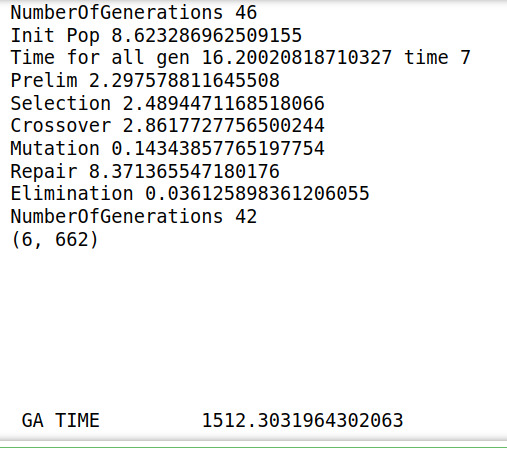 NumberOfGenerations 46
Init Pop 8.623286962509155
Time for all gen 16.20020818710327 time 7
Prelim 2.297578811645508
Selection 2.4894471168518066
Crossover 2.8617727756500244
Mutation 0.14343857765197754
Repair 8.371365547180176
Elimination 0.036125898361206055
NumberOfGenerations 42
(6, 662)
GA TIME 1512.3031964302063